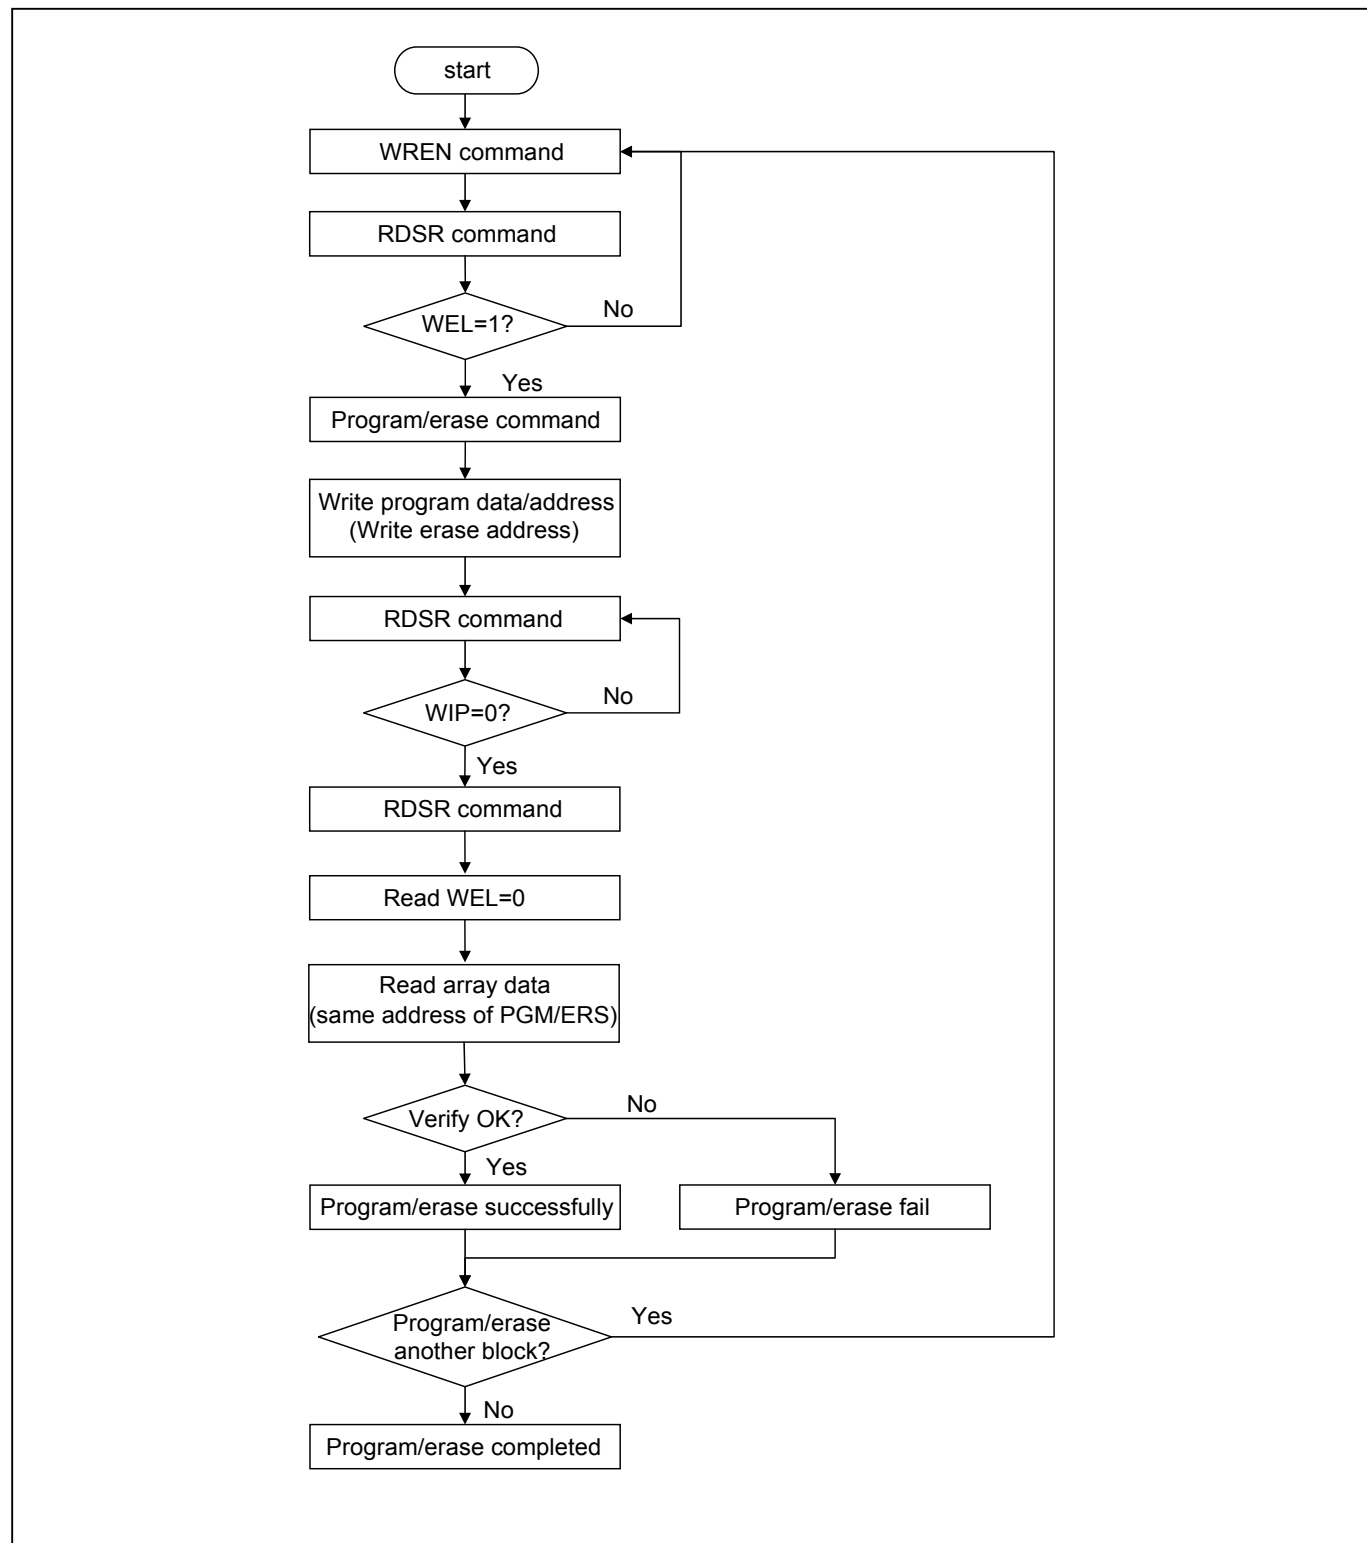 start
WREN command
RDSR command
WEL=1?
No
Yes
Program/erase command
Write program data/address
(Write erase address)
RDSR command
WIP=0?
No
Yes
RDSR command
Read WEL=0
Read array data
(same address of PGM/ERS)
Verify OK?
No
Yes
Program/erase successfully
Program/erase fail
Program/erase
another block?
Yes
No
Program/erase completed